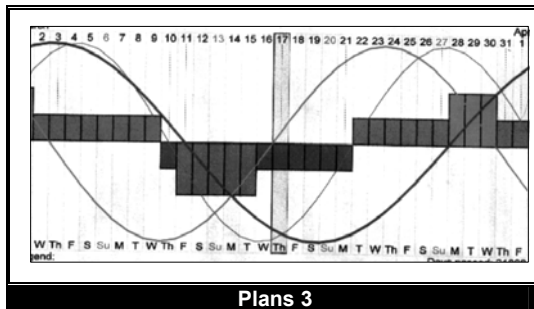 Apr
2 3 4 5 6 7 8 9 10 11 12 13 14 15 16 17 18 19 20 21 22 23 24 25 26 27 28 29 30 31 1
W Th F S Su M T W Th F S Su M T W Th F S Su M T W Th F S Su M T W Th F
gend:
Plans 3